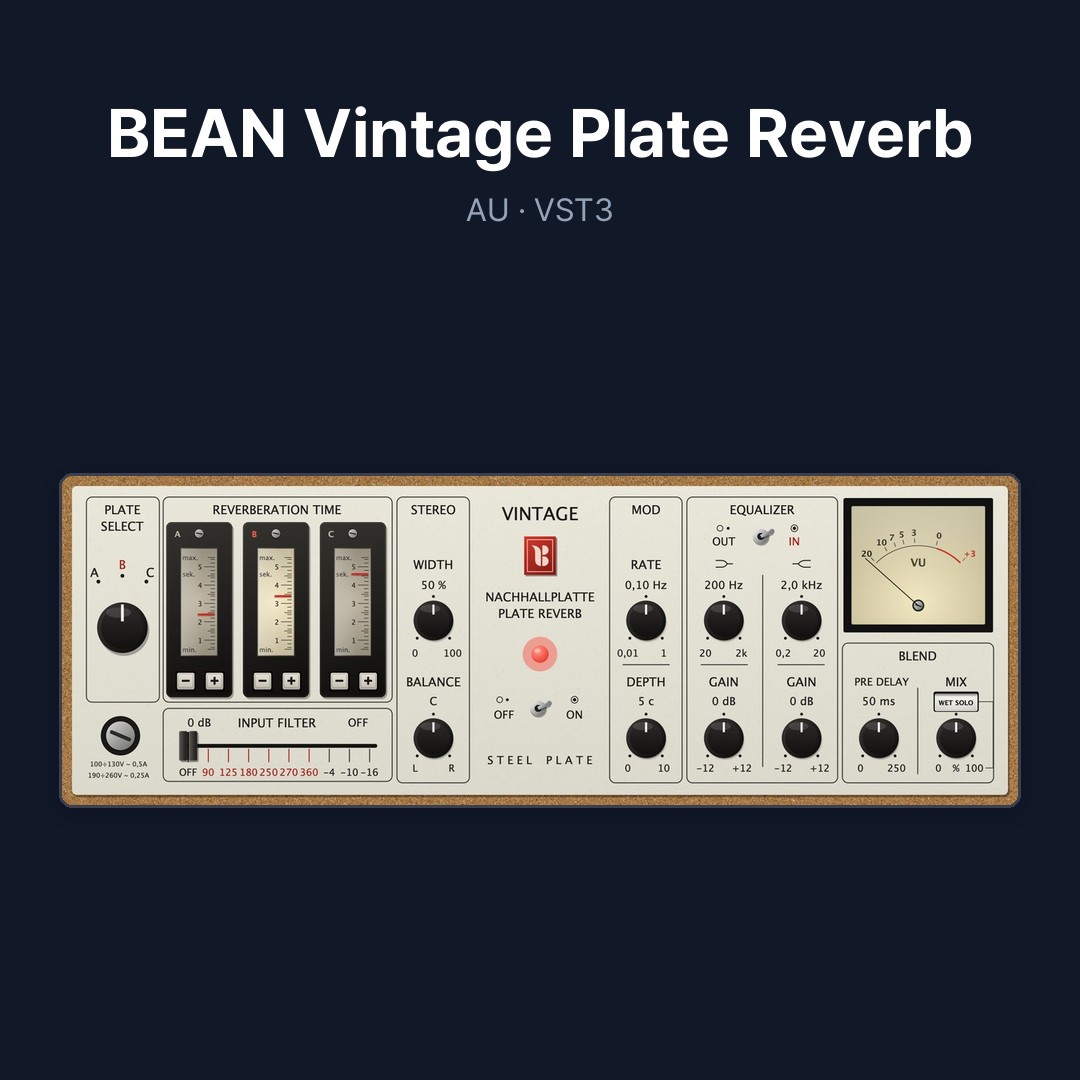 BEAN Vintage Plate Reverb
AU · VST3
PLATE
SELECT
A B C
100÷130V ~ 0,5A
190÷260V ~ 0,25A
REVERBERATION TIME
A
max.
sek.
4
3
2
1
min.
− +
B
max.
sek.
4
3
2
1
min.
− +
C
max.
sek.
4
3
2
1
min.
− +
0 dB INPUT FILTER OFF
OFF 90 125 180 250 270 360 −4 −10 −16
STEREO
WIDTH
50 %
0 100
BALANCE
C
L R
VINTAGE
B
NACHHALLPLATTE
PLATE REVERB
OFF ON
STEEL PLATE
MOD
RATE
0,10 Hz
0,01 1
DEPTH
5 c
0 10
EQUALIZER
OUT IN
200 Hz
20 2k
GAIN
0 dB
−12 +12
2,0 kHz
0,2 20
GAIN
0 dB
−12 +12
20 10 7 5 3 0 +3
VU
BLEND
PRE DELAY
50 ms
0 250
MIX
WET SOLO
0 % 100